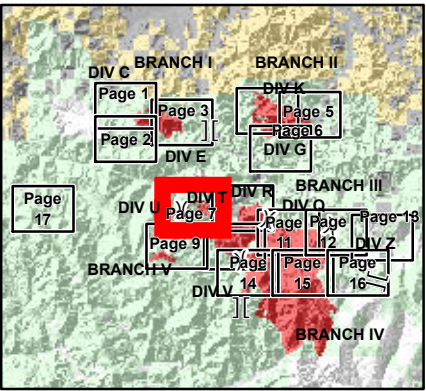 BRANCH I
BRANCH II
DIV C
DIV K
Page 1
Page 3
Page 5
Page 6
Page 2
DIV E
DIV G
BRANCH III
Page
17
DIV U
DIV T
DIV R
Page 7
DIV O
Page
11
Page
12
Page 13
Page 9
DIV Z
BRANCH V
Page
14
Page
15
Page
16
DIV V
BRANCH IV